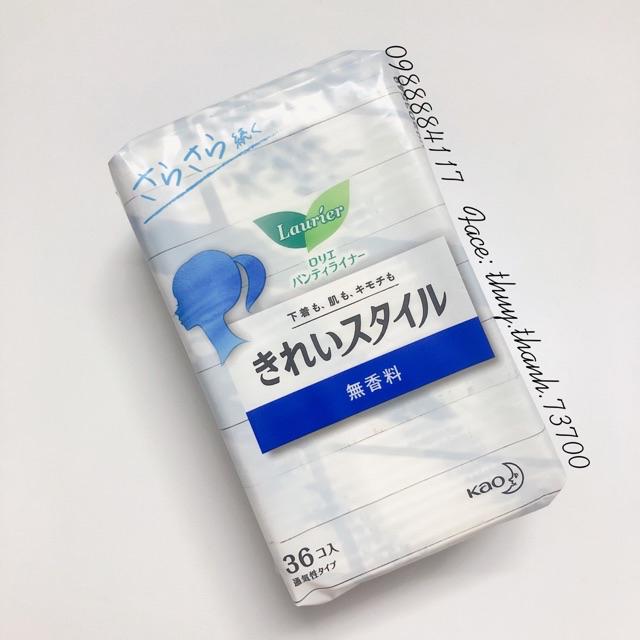 さらさら続く
Laurier
ロリエ
パンティライナー
下着も、肌も、キモチも
きれいスタイル
無香料
Kao
36コ入
通気性タイプ
0988884117 Face: thuy.thanh.73700